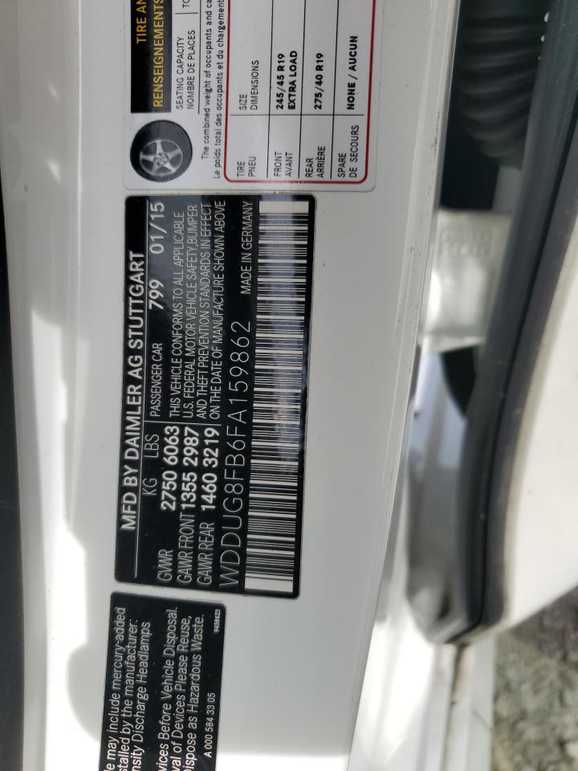 TIRE AN
RENSEIGNEMENTS
SEATING CAPACITY
NOMBRE DE PLACES
TO
The combined weight of occupants and ca
Le poids total des occupants et du chargement
TIRE
PNEU
SIZE
DIMENSIONS
FRONT
AVANT
245/45 R19
EXTRA LOAD
REAR
ARRIÈRE
275/40 R19
SPARE
DE SECOURS
NONE / AUCUN
MFD BY DAIMLER AG STUTTGART
KG LBS PASSENGER CAR 799 01/15
GVWR 2750 6063
GAWR FRONT 1355 2987
GAWR REAR 1460 3219
THIS VEHICLE CONFORMS TO ALL APPLICABLE
U.S. FEDERAL MOTOR VEHICLE SAFETY,BUMPER
AND THEFT PREVENTION STANDARDS IN EFFECT
ON THE DATE OF MANUFACTURE SHOWN ABOVE
WDDUG8FB6FA159862 MADE IN GERMANY
e may include mercury-added
stalled by the manufacturer:
nsity Discharge Headlamps
vices Before Vehicle Disposal.
val of Devices Please Reuse,
ispose as Hazardous Waste.
A 000 584 33 05